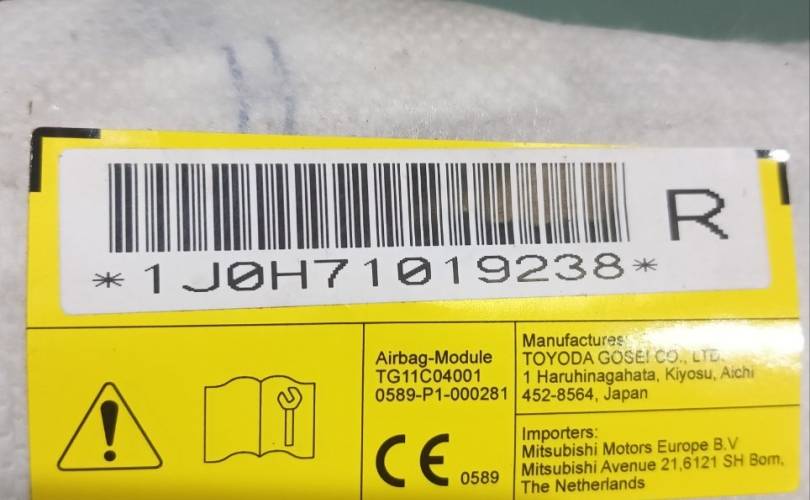 *1J0H71019238*
R
Airbag-Module
TG11C04001
0589-P1-000281
CE 0589
Manufactures:
TOYODA GOSEI CO., LTD.
1 Haruhinagahata, Kiyosu, Aichi
452-8564, Japan
Importers:
Mitsubishi Motors Europe B.V
Mitsubishi Avenue 21,6121 SH Born,
The Netherlands